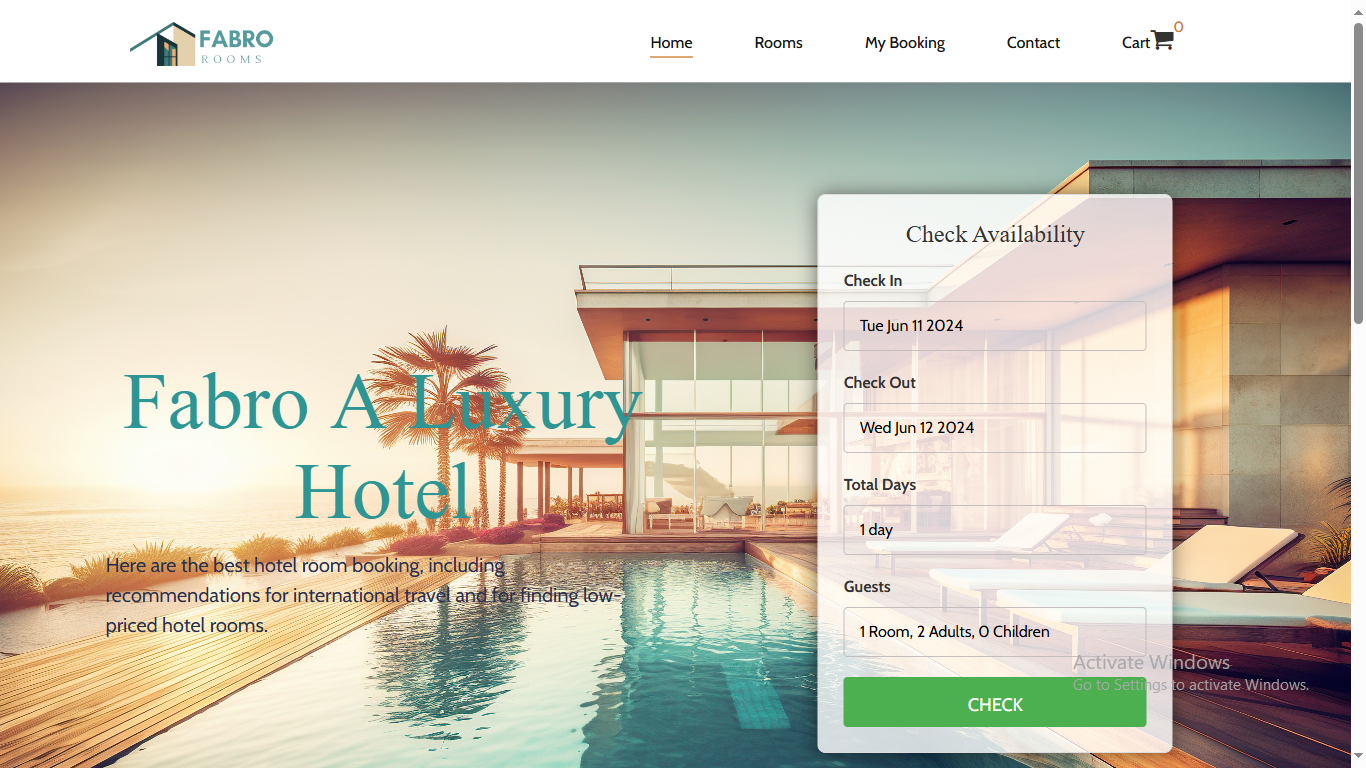 FABRO
ROOMS
Home
Rooms
My Booking
Contact
Cart
0
Fabro A Luxury
Hotel
Here are the best hotel room booking, including
recommendations for international travel and for finding low-
priced hotel rooms.
Check Availability
Check In
Tue Jun 11 2024
Check Out
Wed Jun 12 2024
Total Days
1 day
Guests
1 Room, 2 Adults, 0 Children
CHECK
Activate Windows
Go to Settings to activate Windows.